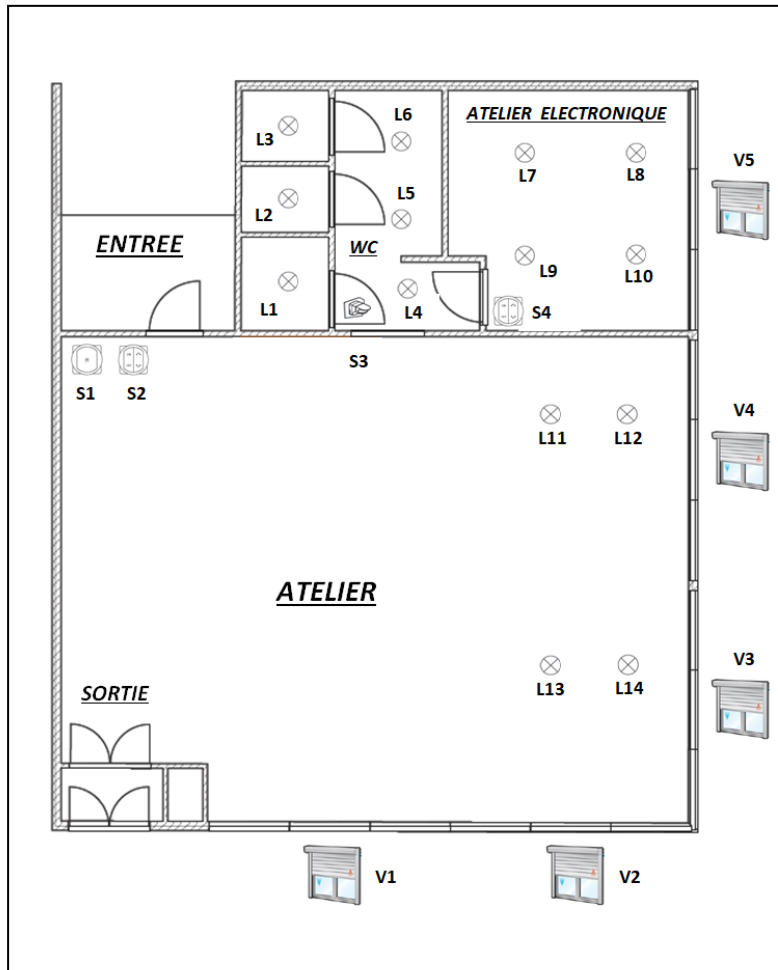 L6
ATELIER ELECTRONIQUE
L3
L7
L8
V5
L2
L5
ENTREE
WC
L9
L10
L1
L4
S4
S3
S1
S2
V4
L11
L12
ATELIER
V3
SORTIE
L13
L14
V1
V2